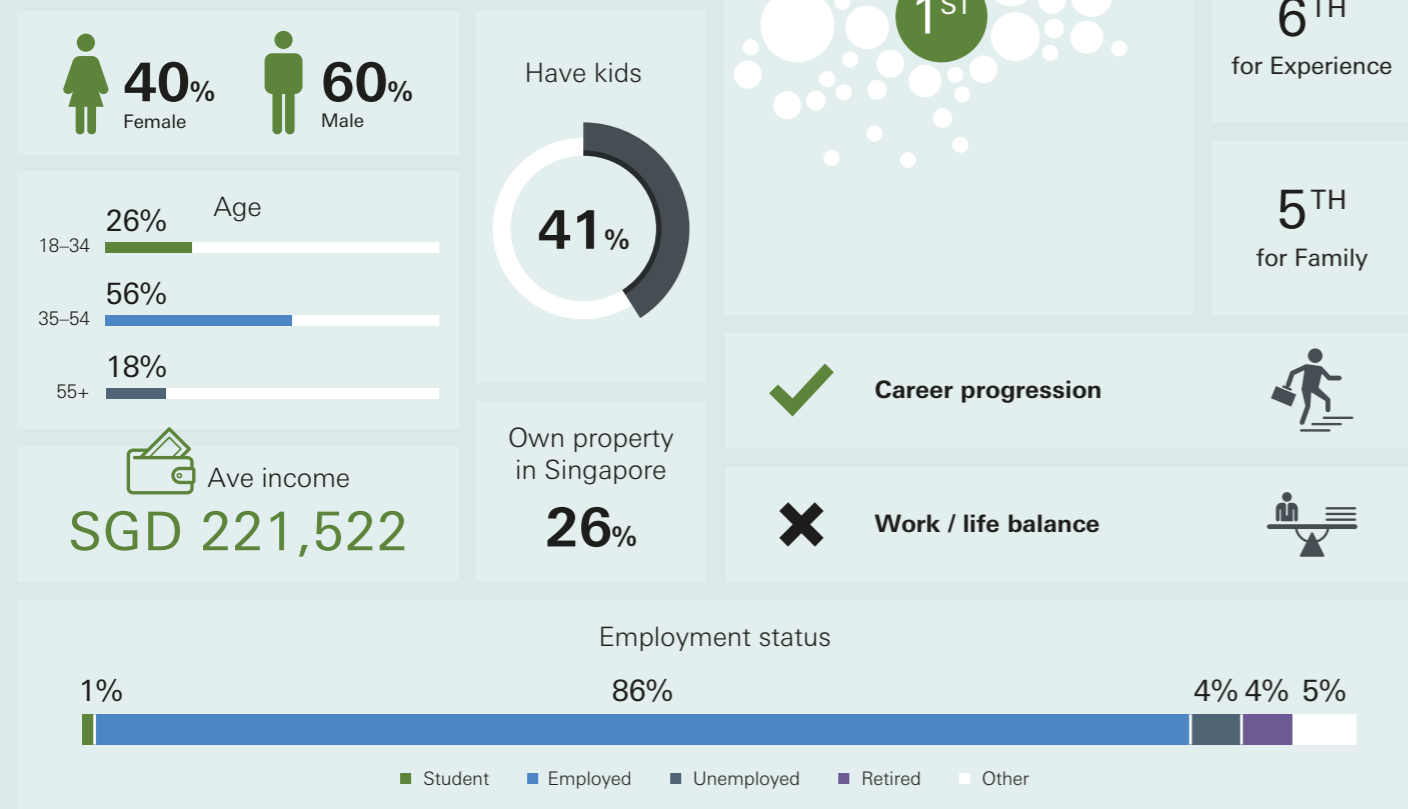 40%
Female
60%
Male
Age
26%
18–34
56%
35–54
18%
55+
Ave income
SGD 221,522
Have kids
41%
Own property
in Singapore
26%
1ST
6TH
for Experience
5TH
for Family
Career progression
Work / life balance
Employment status
1%
86%
4%
4%
5%
Student
Employed
Unemployed
Retired
Other